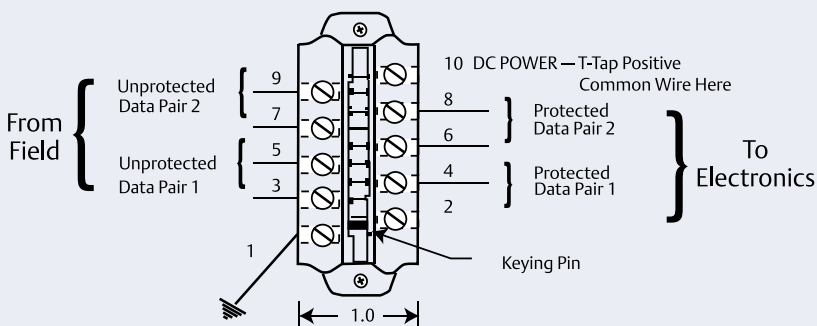 10 DC POWER — T-Tap Positive
Common Wire Here
From
Field
Unprotected
Data Pair 2
9
7
Unprotected
Data Pair 1
5
3
1
8
6
Protected
Data Pair 2
4
2
Protected
Data Pair 1
To
Electronics
Keying Pin
1.0